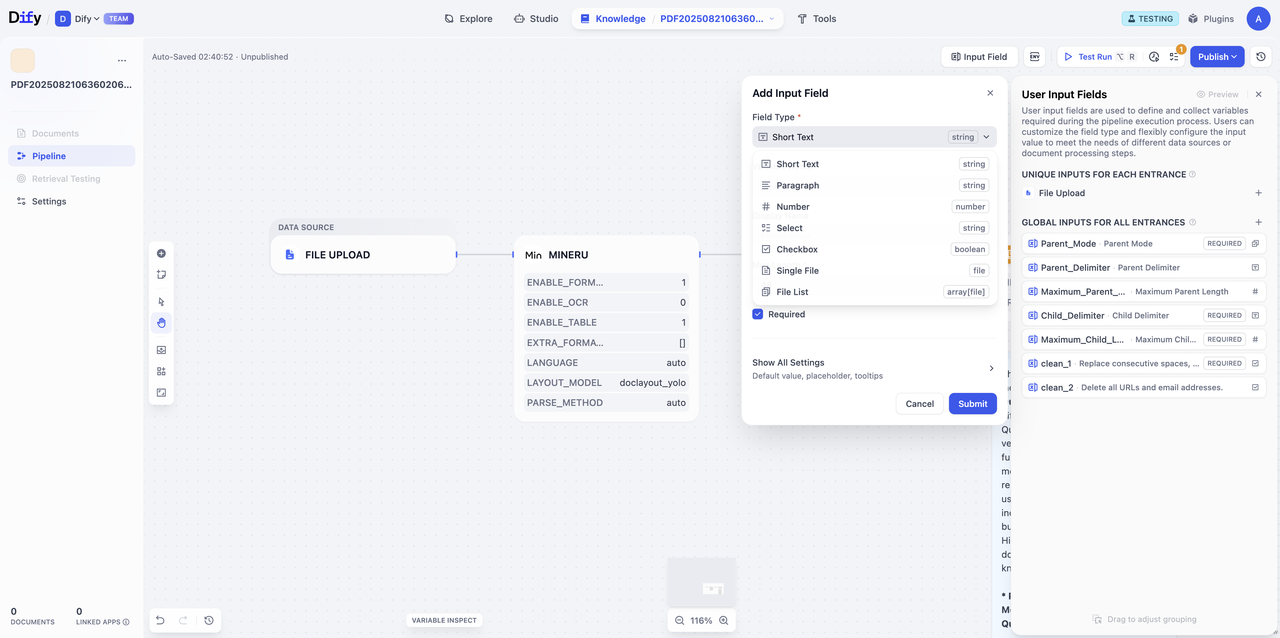 Dify / D Dify TEAM
Explore
Studio
Knowledge / PDF2025082106360...
Tools
TESTING
Plugins
A
PDF2025082106360206...
Documents
Pipeline
Retrieval Testing
Settings
0
DOCUMENTS
0
LINKED APPS
Auto-Saved 02:40:52 · Unpublished
Input Field
ENV
Test Run ⌥ R
1
Publish
DATA SOURCE
FILE UPLOAD
Min MINERU
ENABLE_FORM... 1
ENABLE_OCR 0
ENABLE_TABLE 1
EXTRA_FORMA... []
LANGUAGE auto
LAYOUT_MODEL doclayout_yolo
PARSE_METHOD auto
VARIABLE INSPECT
116%
Add Input Field
Field Type *
Short Text string
Short Text string
Paragraph string
Number number
Select string
Checkbox boolean
Single File file
File List array[file]
Required
Show All Settings
Default value, placeholder, tooltips
Cancel
Submit
User Input Fields
Preview
User input fields are used to define and collect variables
required during the pipeline execution process. Users can
customize the field type and flexibly configure the input
value to meet the needs of different data sources or
document processing steps.
UNIQUE INPUTS FOR EACH ENTRANCE
File Upload
GLOBAL INPUTS FOR ALL ENTRANCES
Parent_Mode · Parent Mode REQUIRED
Parent_Delimiter · Parent Delimiter
Maximum_Parent_... · Maximum Parent Length
Child_Delimiter · Child Delimiter REQUIRED
Maximum_Child_L... · Maximum Chil... REQUIRED
clean_1 · Replace consecutive spaces, ... REQUIRED
clean_2 · Delete all URLs and email addresses.
Drag to adjust grouping